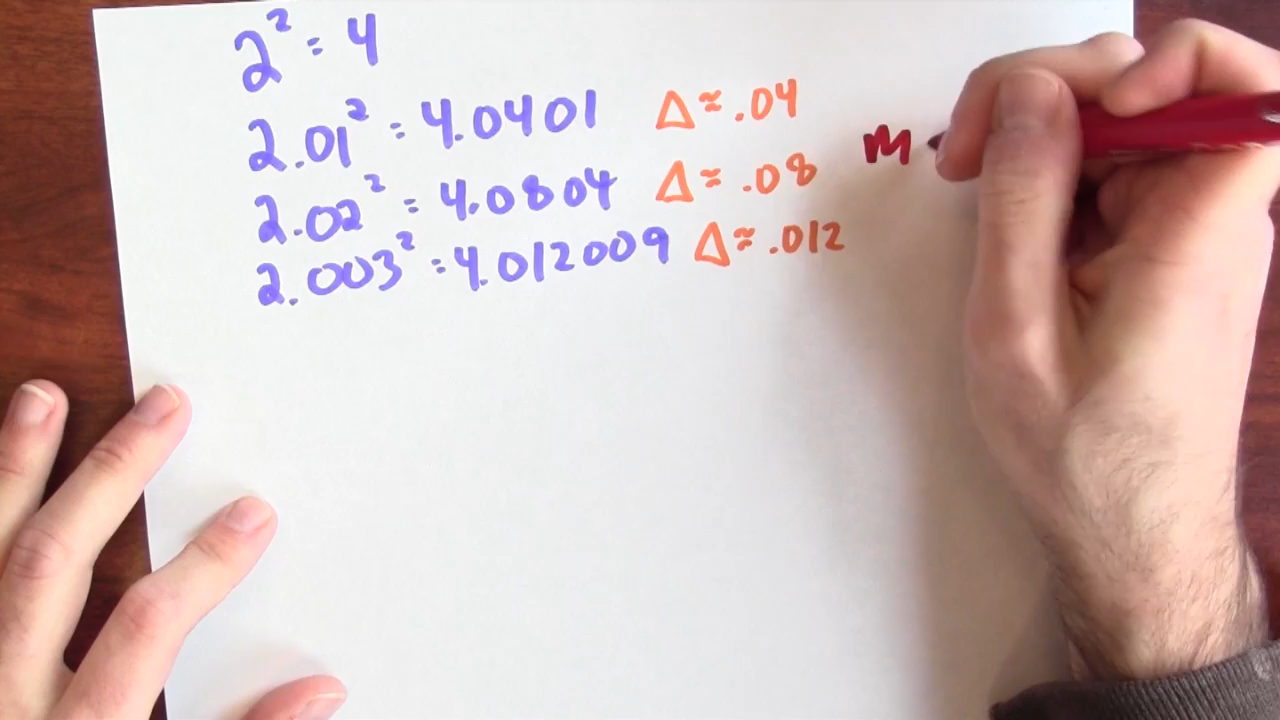 2² = 4
2.01² = 4.0401 Δ≈.04
2.02² = 4.0804 Δ≈.08 m
2.003² = 4.012009 Δ≈.012